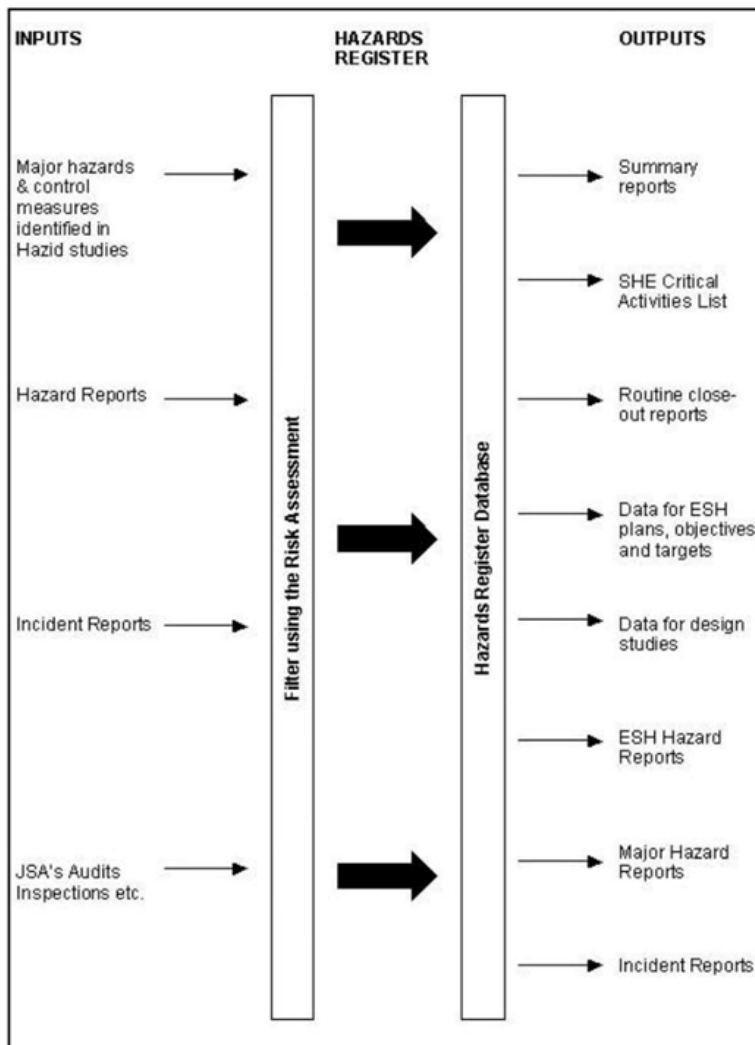 INPUTS
HAZARDS
REGISTER
OUTPUTS
Major hazards
& control
measures
identified in
Hazid studies
Hazard Reports
Incident Reports
JSA's Audits
Inspections etc.
Filter using the Risk Assessment
Hazards Register Database
Summary
reports
SHE Critical
Activities List
Routine close-
out reports
Data for ESH
plans, objectives
and targets
Data for design
studies
ESH Hazard
Reports
Major Hazard
Reports
Incident Reports